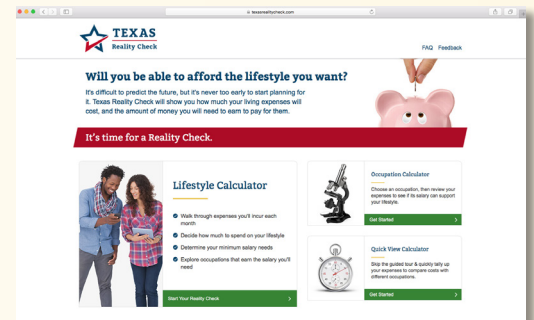 texasrealitycheck.com
TEXAS
Reality Check
FAQ Feedback
Will you be able to afford the lifestyle you want?
It's difficult to predict the future, but it's never too early to start planning for
it. Texas Reality Check will show you how much your living expenses will
cost, and the amount of money you will need to earn to pay for them.
It's time for a Reality Check.
Lifestyle Calculator
Walk through expenses you'll incur each
month
Decide how much to spend on your lifestyle
Determine your minimum salary needs
Explore occupations that earn the salary you'll
need
Start Your Reality Check
Occupation Calculator
Choose an occupation, then review your
expenses to see if its salary can support
your lifestyle.
Get Started
Quick View Calculator
Skip the guided tour & quickly tally up
your expenses to compare costs with
different occupations.
Get Started